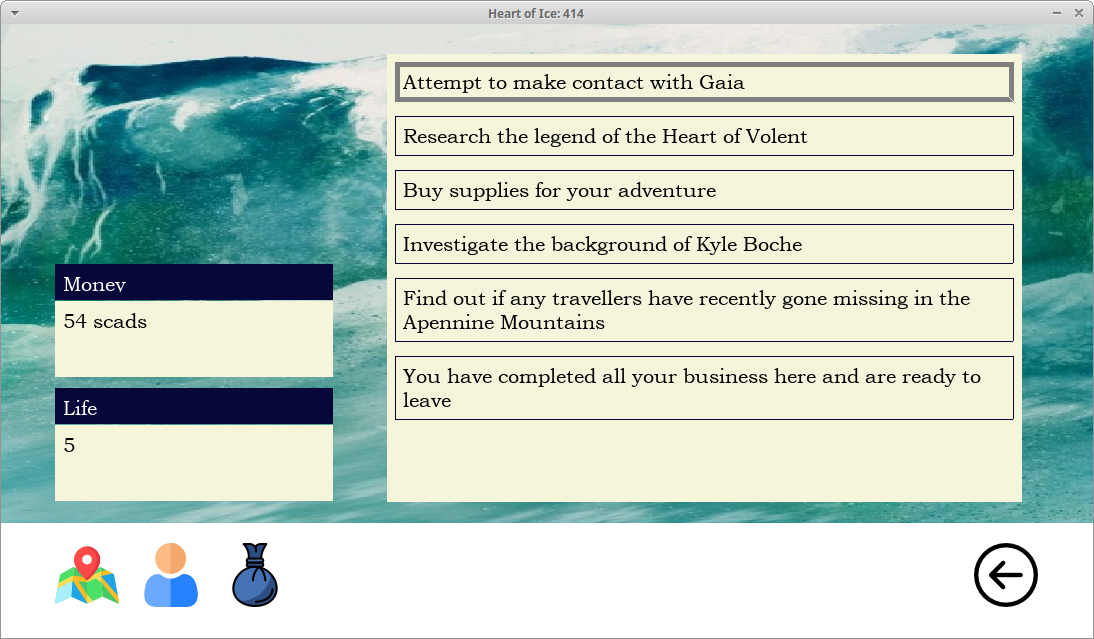 Heart of Ice: 414
Attempt to make contact with Gaia
Research the legend of the Heart of Volent
Buy supplies for your adventure
Investigate the background of Kyle Boche
Find out if any travellers have recently gone missing in the
Apennine Mountains
You have completed all your business here and are ready to
leave
Money
54 scads
Life
5